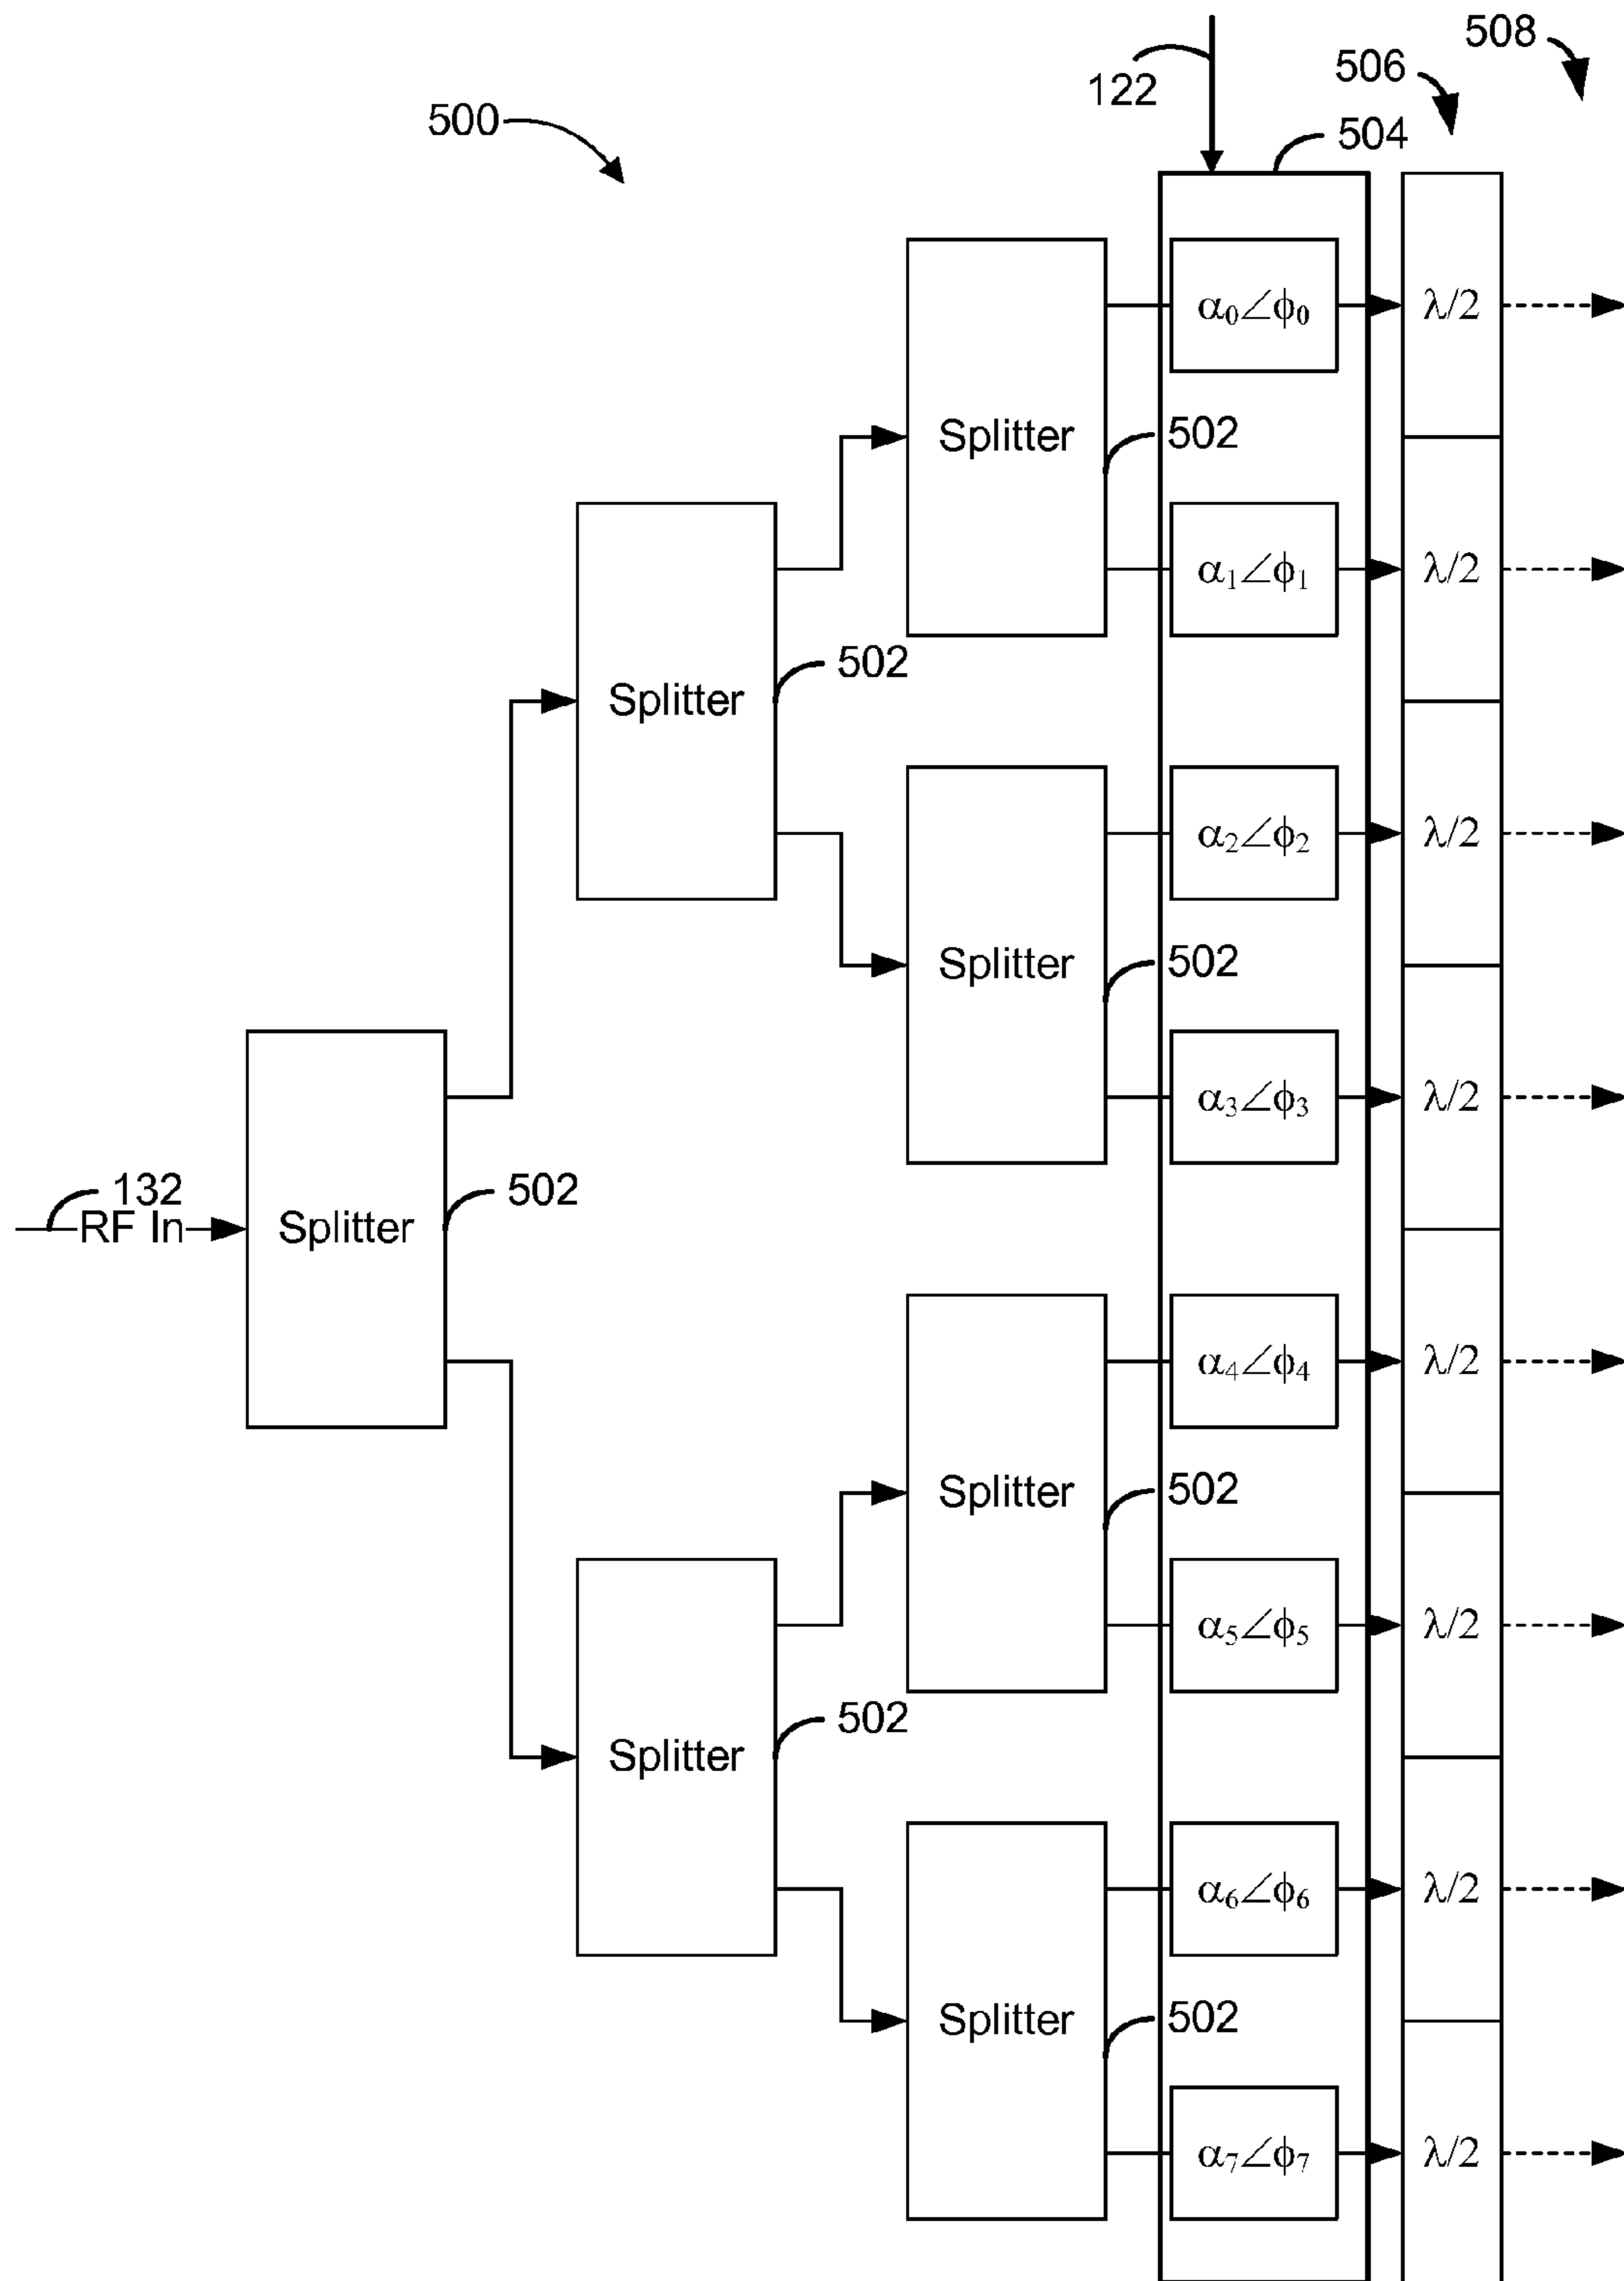 508
506
122
500
504
α₀∠ϕ₀
λ/2
Splitter
502
α₁∠ϕ₁
λ/2
502
Splitter
α₂∠ϕ₂
λ/2
Splitter
502
α₃∠ϕ₃
λ/2
132
502
RF In
Splitter
α₄∠ϕ₄
λ/2
Splitter
502
α₅∠ϕ₅
λ/2
502
Splitter
α₆∠ϕ₆
λ/2
Splitter
502
α₇∠ϕ₇
λ/2